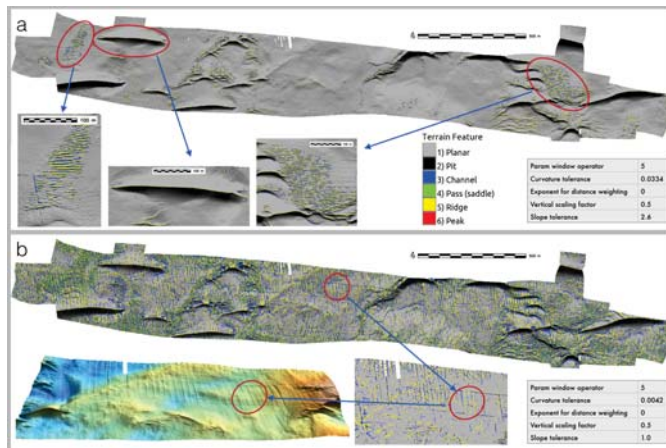 a
Terrain Feature
1) Planar
2) Pit
3) Channel
4) Pass (saddle)
5) Ridge
6) Peak
Param window operator 5
Curvature tolerance 0.0334
Exponent for distance weighting 0
Vertical scaling factor 0.5
Slope tolerance 2.6
b
Param window operator 5
Curvature tolerance 0.0042
Exponent for distance weighting 0
Vertical scaling factor 0.5
Slope tolerance 1.0